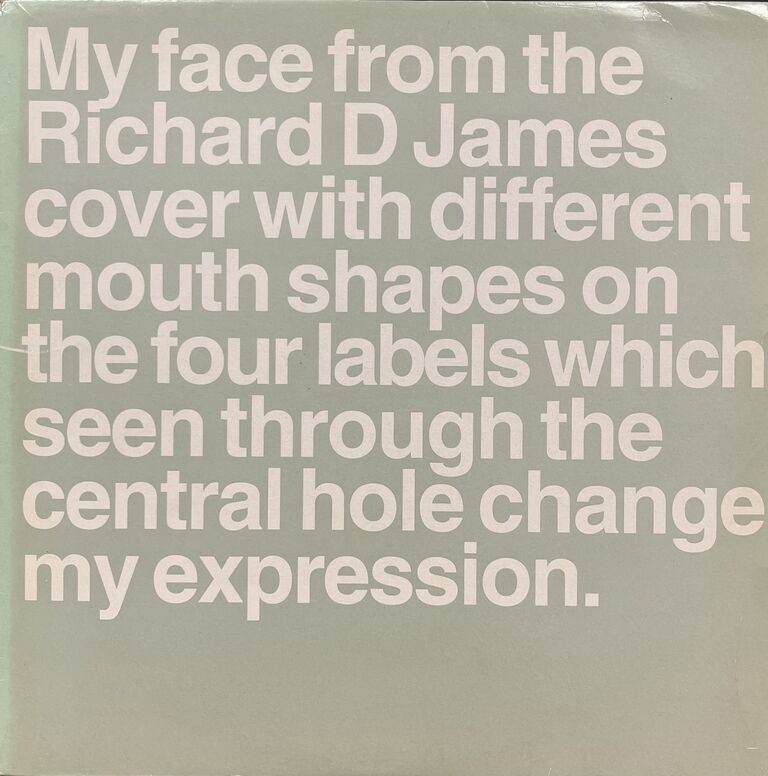 My face from the
Richard D James
cover with different
mouth shapes on
the four labels which
seen through the
central hole change
my expression.